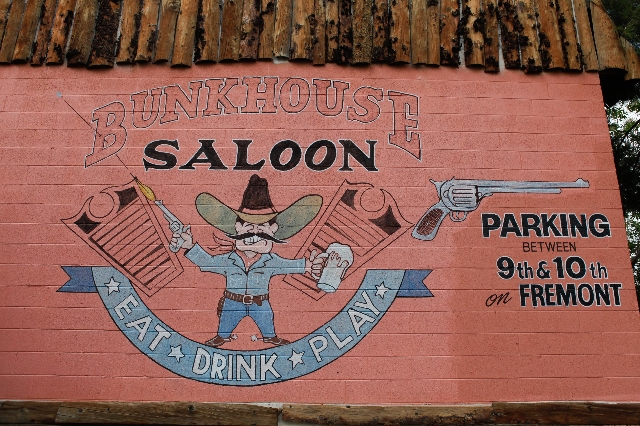 BUNKHOUSE
SALOON
EAT ☆ DRINK ☆ PLAY
PARKING
BETWEEN
9th & 10th
on FREMONT